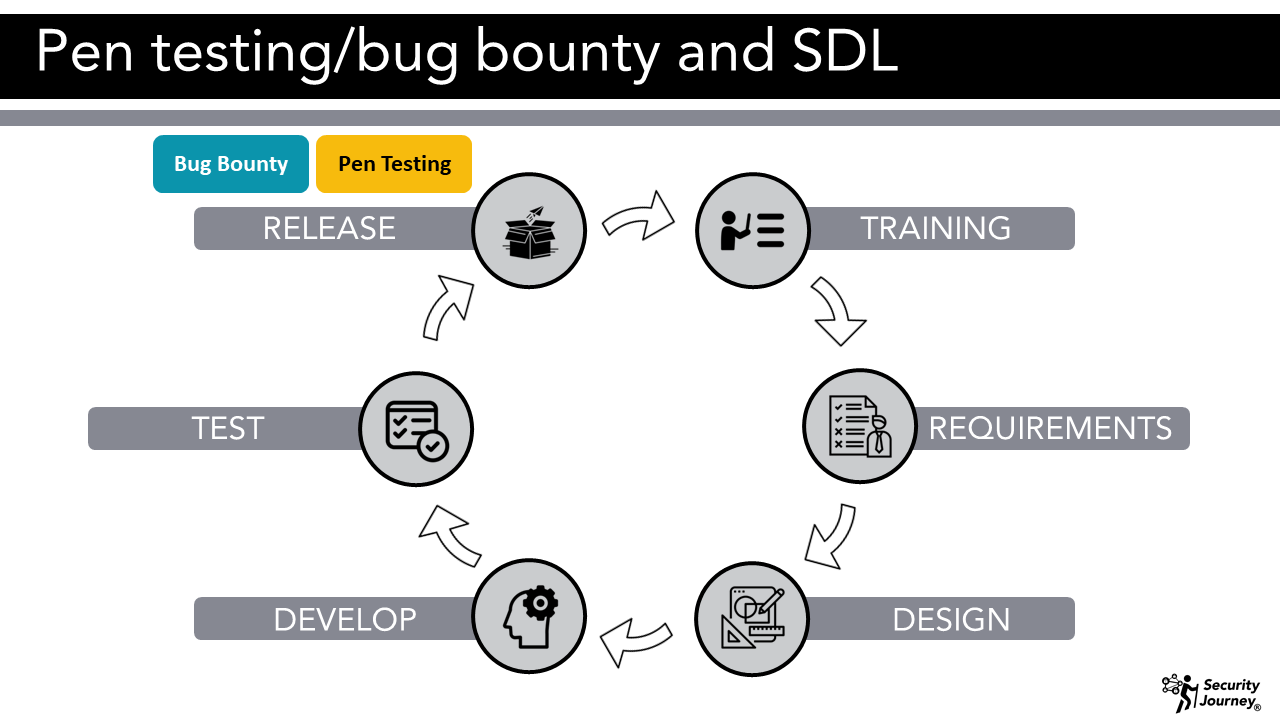 Pen testing/bug bounty and SDL
Bug Bounty
Pen Testing
RELEASE
TRAINING
TEST
REQUIREMENTS
DEVELOP
DESIGN
Security
Journey®